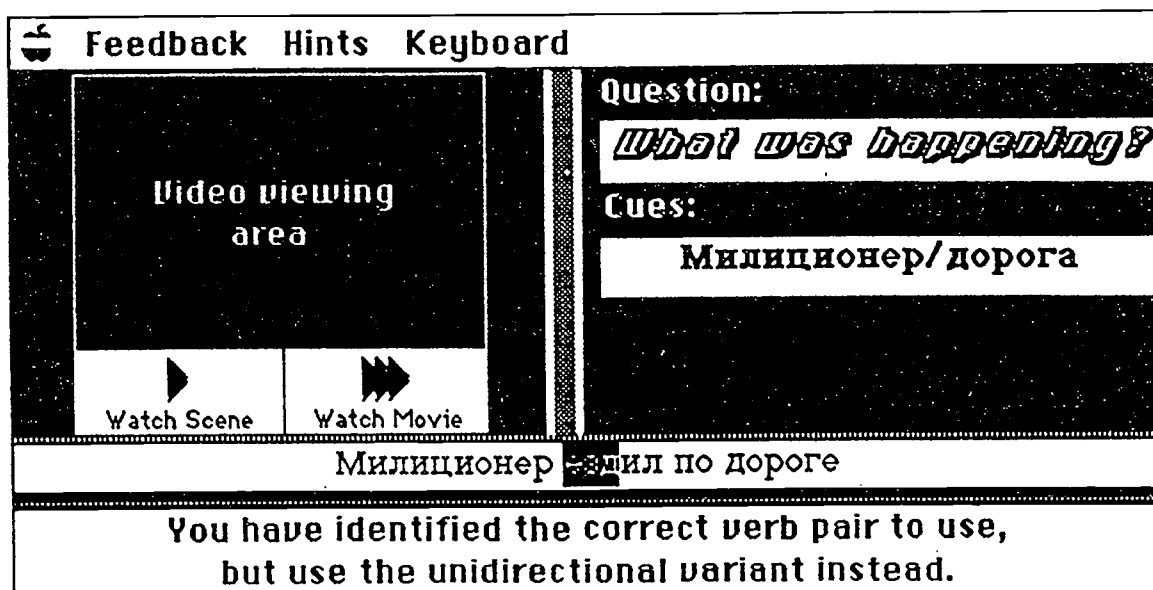 Feedback Hints Keyboard
Video viewing
area
Watch Scene Watch Movie
Question:
What was happening?
Cues:
Милиционер/дорога
Милиционер по дороге
You have identified the correct verb pair to use,
but use the unidirectional variant instead.